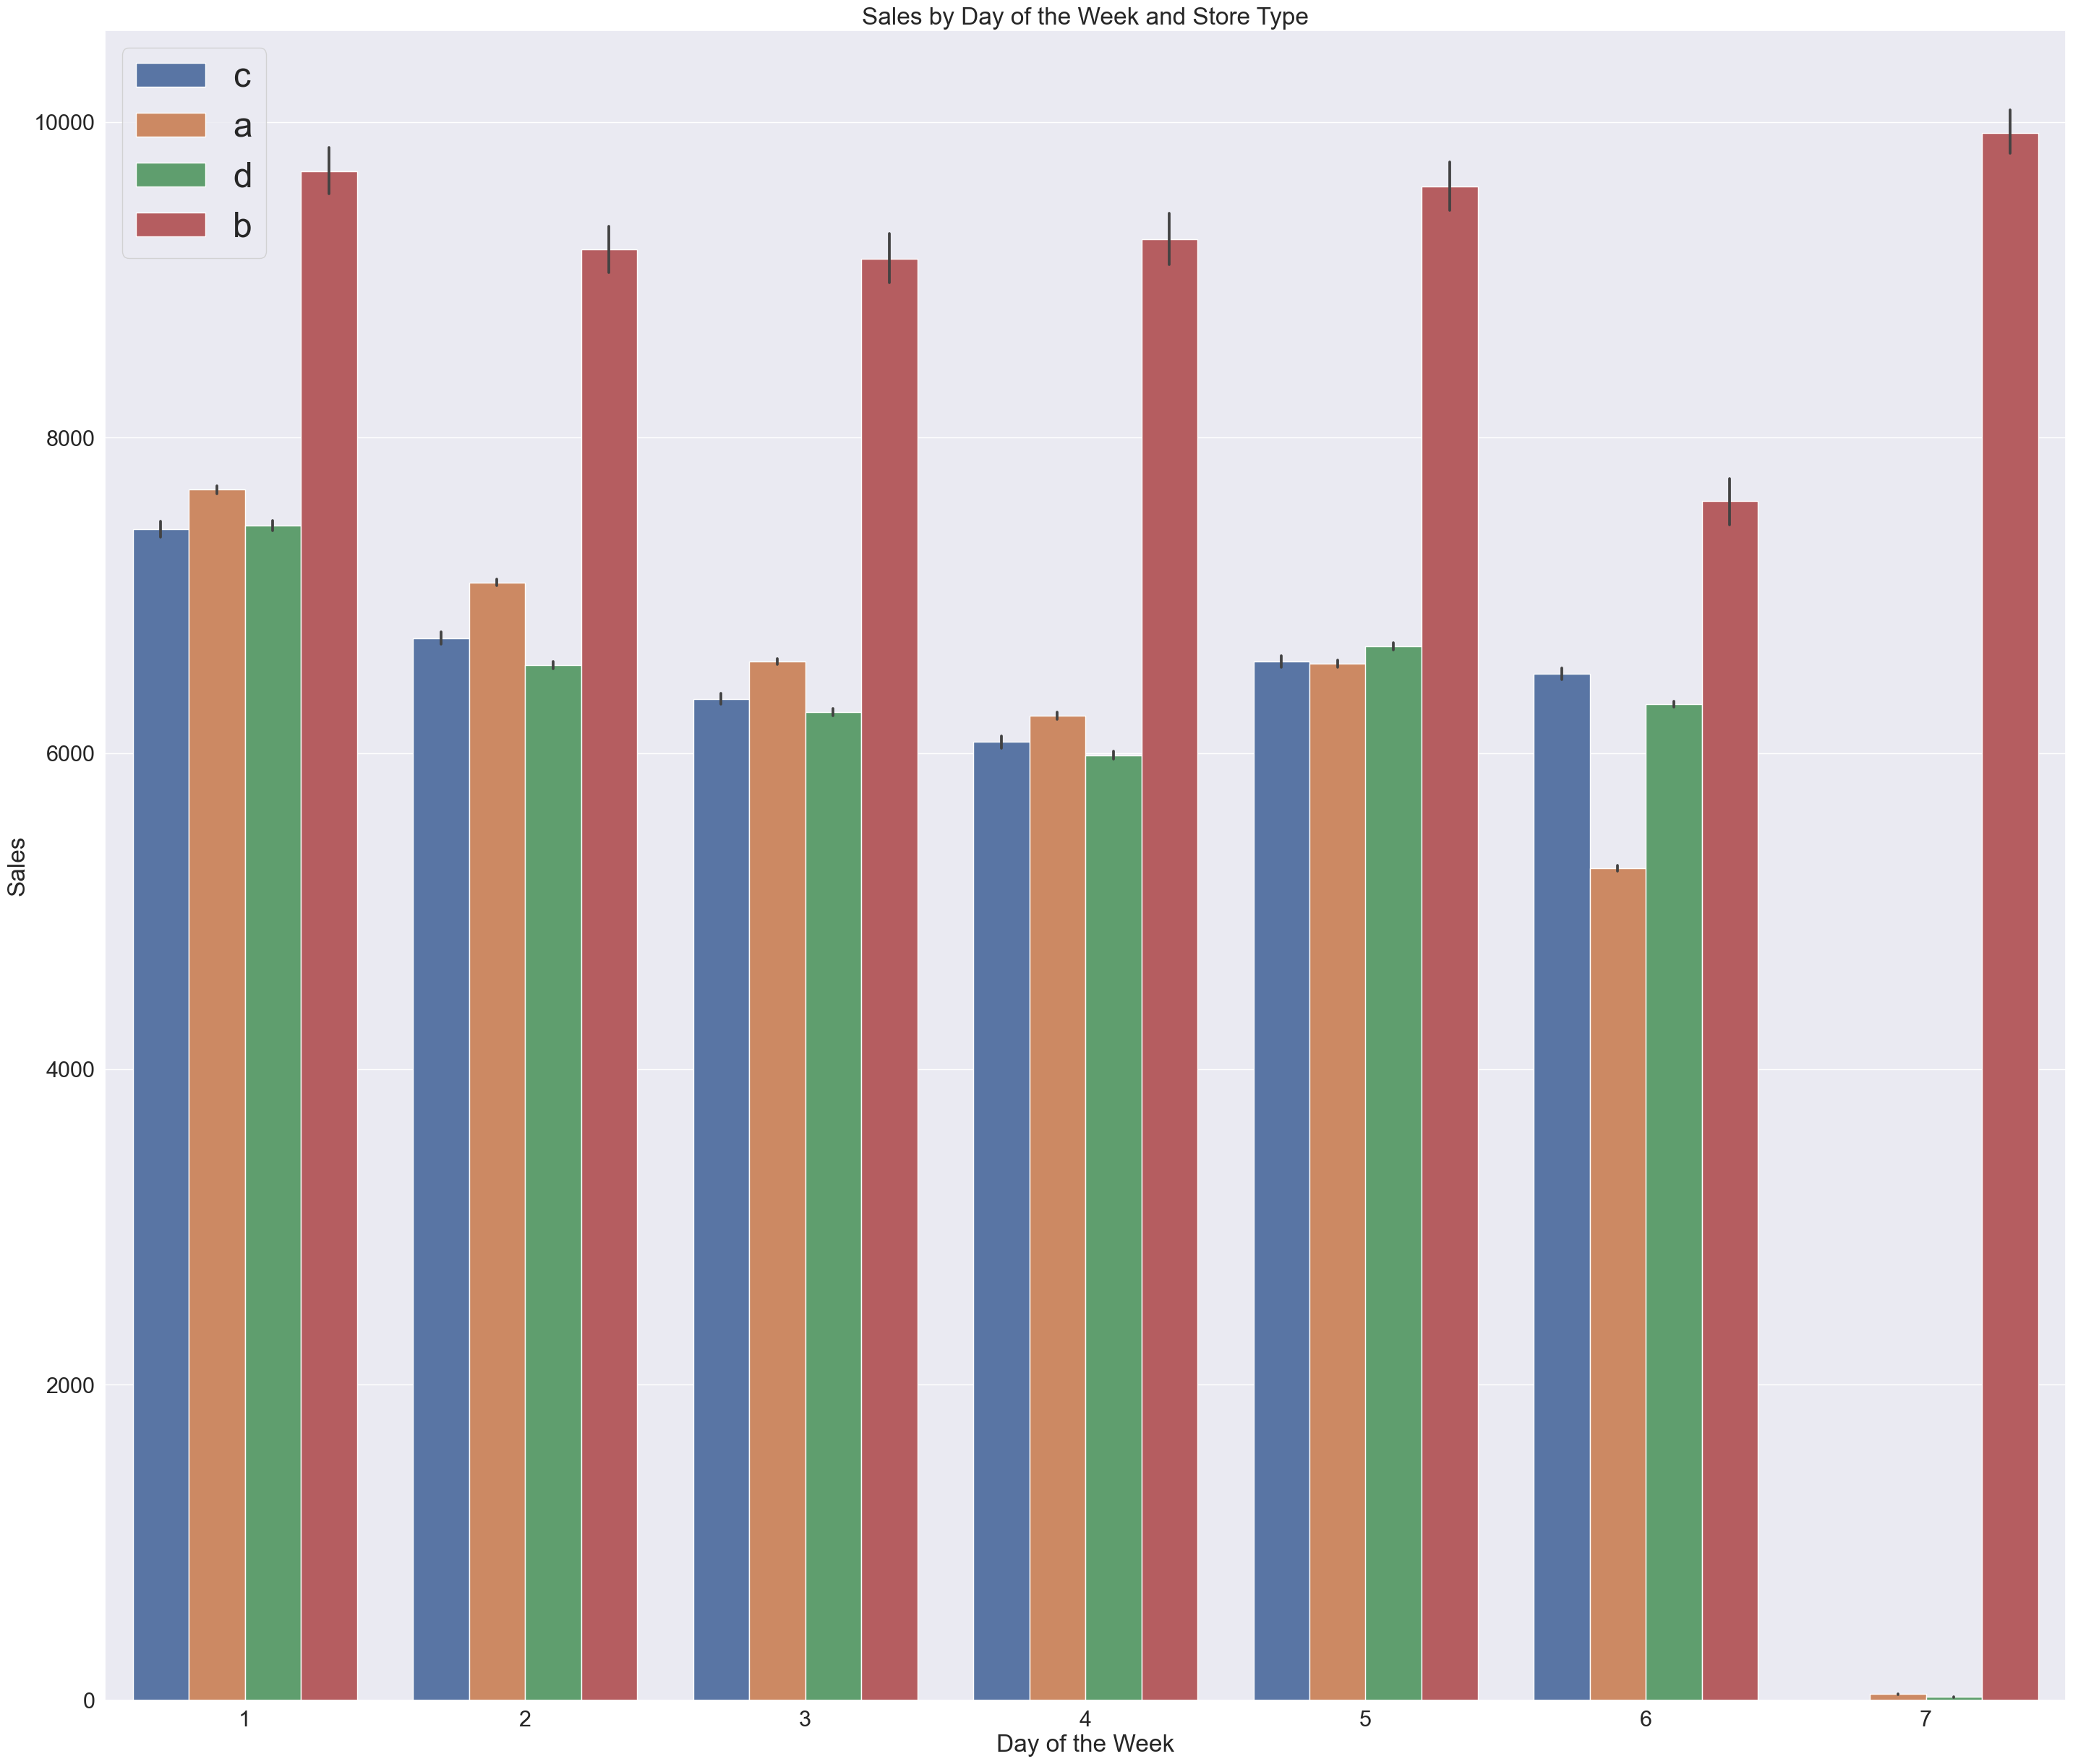 Sales by Day of the Week and Store Type
c
a
d
b
10000
8000
6000
4000
2000
0
Sales
1 2 3 4 5 6 7
Day of the Week